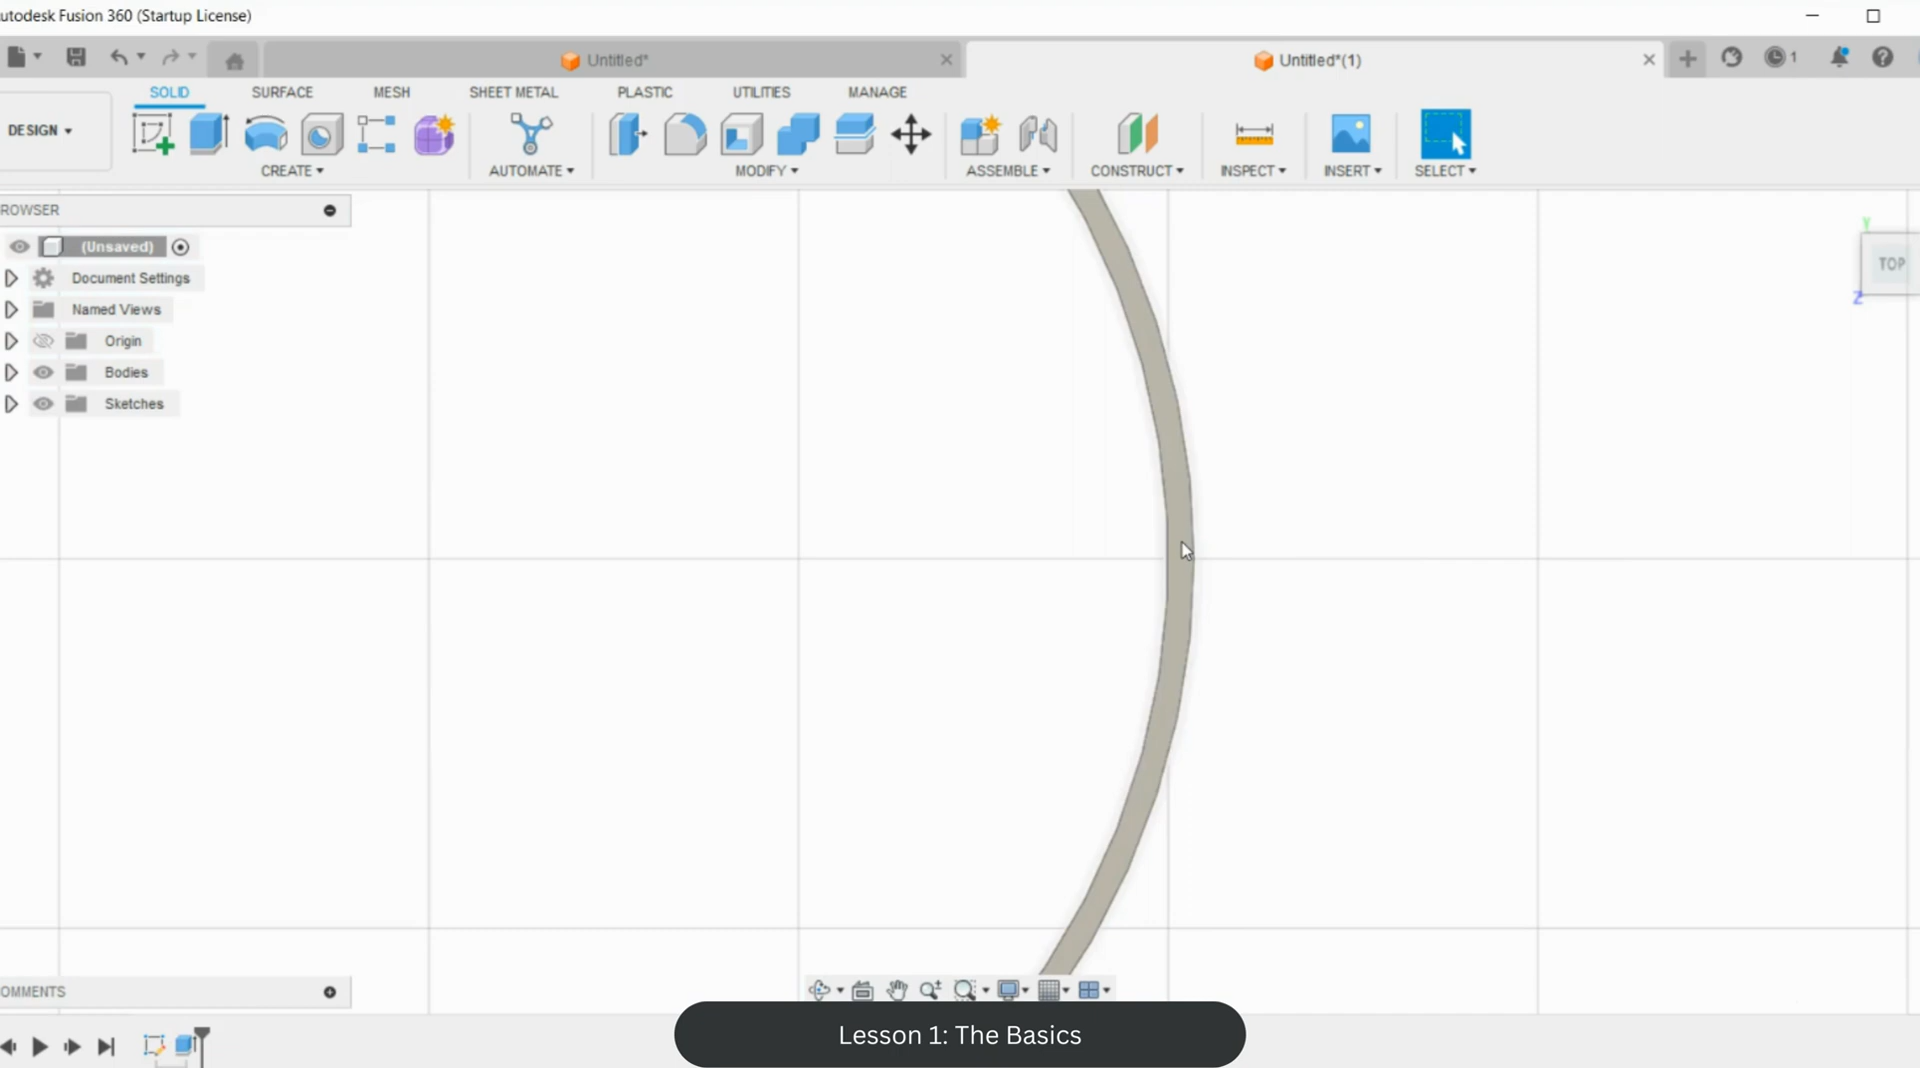 utodesk Fusion 360 (Startup License)
Untitled*
Untitled*(1)
1
SOLID SURFACE MESH SHEET METAL PLASTIC UTILITIES MANAGE
DESIGN
CREATE AUTOMATE MODIFY ASSEMBLE CONSTRUCT INSPECT INSERT SELECT
ROWSER
(Unsaved)
Document Settings
Named Views
Origin
Bodies
Sketches
Y
TOP
Z
OMMENTS
Lesson 1: The Basics